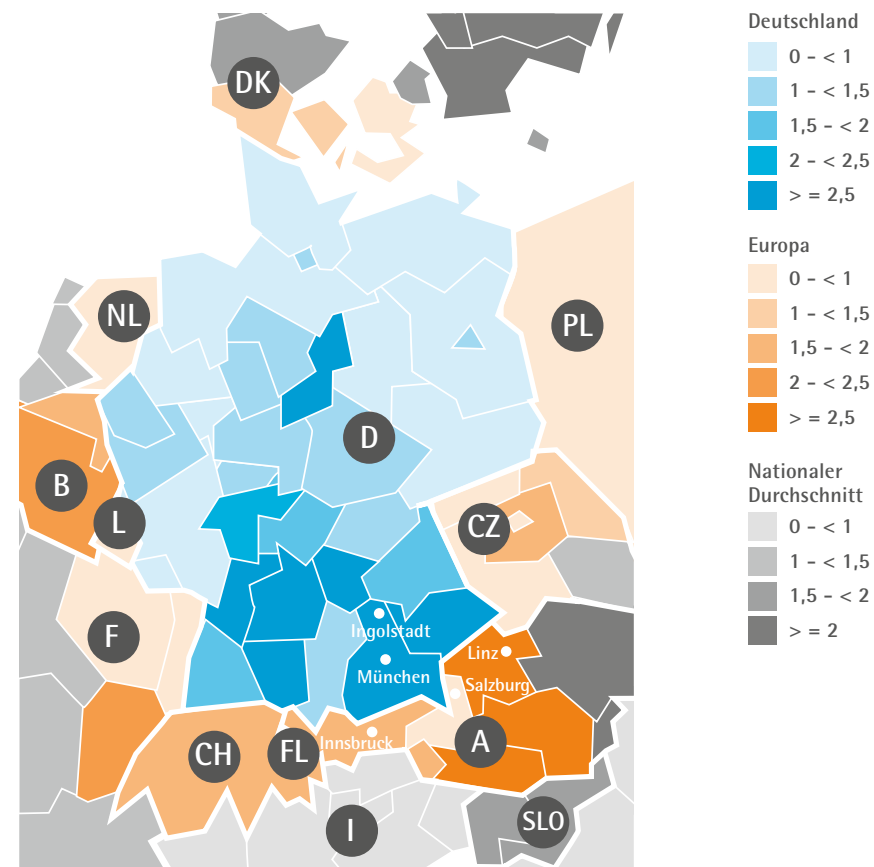 DK
NL
PL
D
B
L
CZ
F
Ingolstadt
München
Linz
Salzburg
Innsbruck
CH
FL
A
I
SLO
Deutschland
0 - < 1
1 - < 1,5
1,5 - < 2
2 - < 2,5
> = 2,5
Europa
0 - < 1
1 - < 1,5
1,5 - < 2
2 - < 2,5
> = 2,5
Nationaler
Durchschnitt
0 - < 1
1 - < 1,5
1,5 - < 2
> = 2